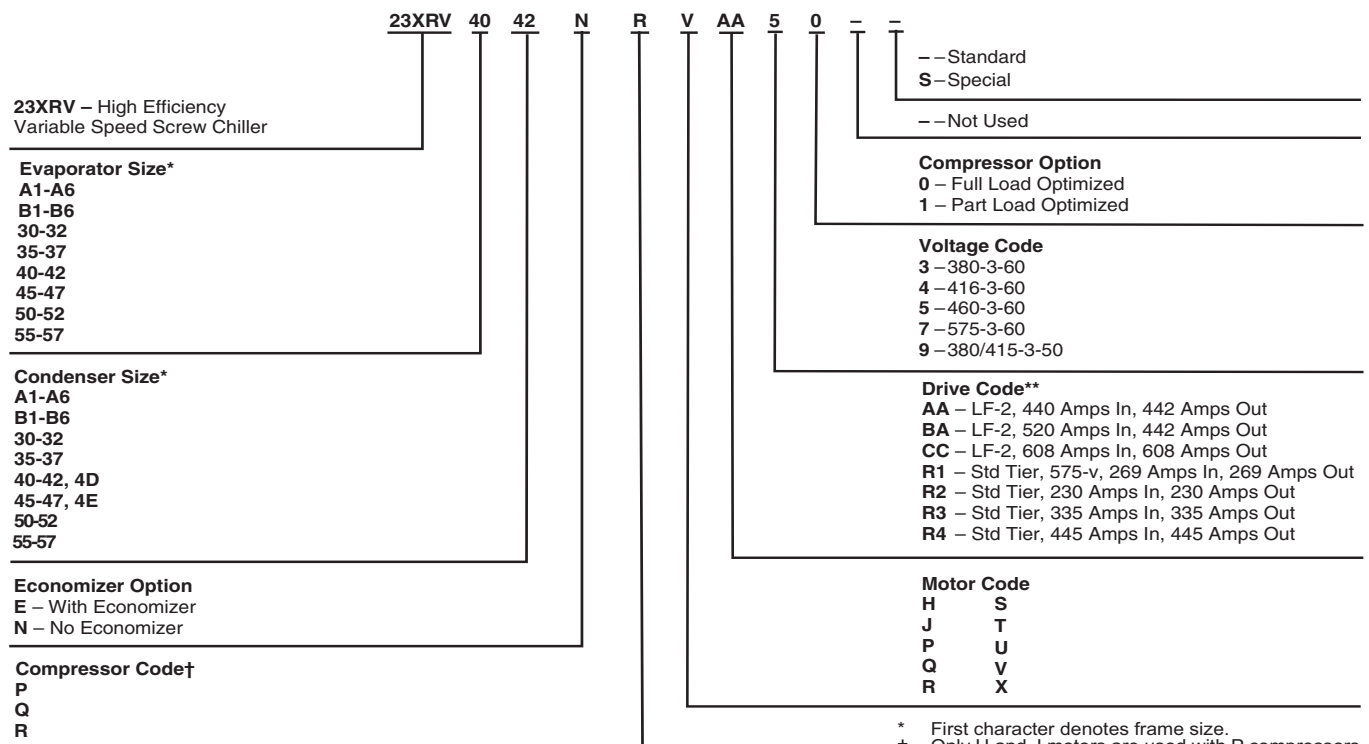 23XRV 40 42 N R V AA 5 0 – –
23XRV – High Efficiency
Variable Speed Screw Chiller
Evaporator Size*
A1-A6
B1-B6
30-32
35-37
40-42
45-47
50-52
55-57
Condenser Size*
A1-A6
B1-B6
30-32
35-37
40-42, 4D
45-47, 4E
50-52
55-57
Economizer Option
E – With Economizer
N – No Economizer
Compressor Code†
P
Q
R
– – Standard
S – Special
– – Not Used
Compressor Option
0 – Full Load Optimized
1 – Part Load Optimized
Voltage Code
3 – 380-3-60
4 – 416-3-60
5 – 460-3-60
7 – 575-3-60
9 – 380/415-3-50
Drive Code**
AA – LF-2, 440 Amps In, 442 Amps Out
BA – LF-2, 520 Amps In, 442 Amps Out
CC – LF-2, 608 Amps In, 608 Amps Out
R1 – Std Tier, 575-v, 269 Amps In, 269 Amps Out
R2 – Std Tier, 230 Amps In, 230 Amps Out
R3 – Std Tier, 335 Amps In, 335 Amps Out
R4 – Std Tier, 445 Amps In, 445 Amps Out
Motor Code
H S
J T
P U
Q V
R X
* First character denotes frame size.